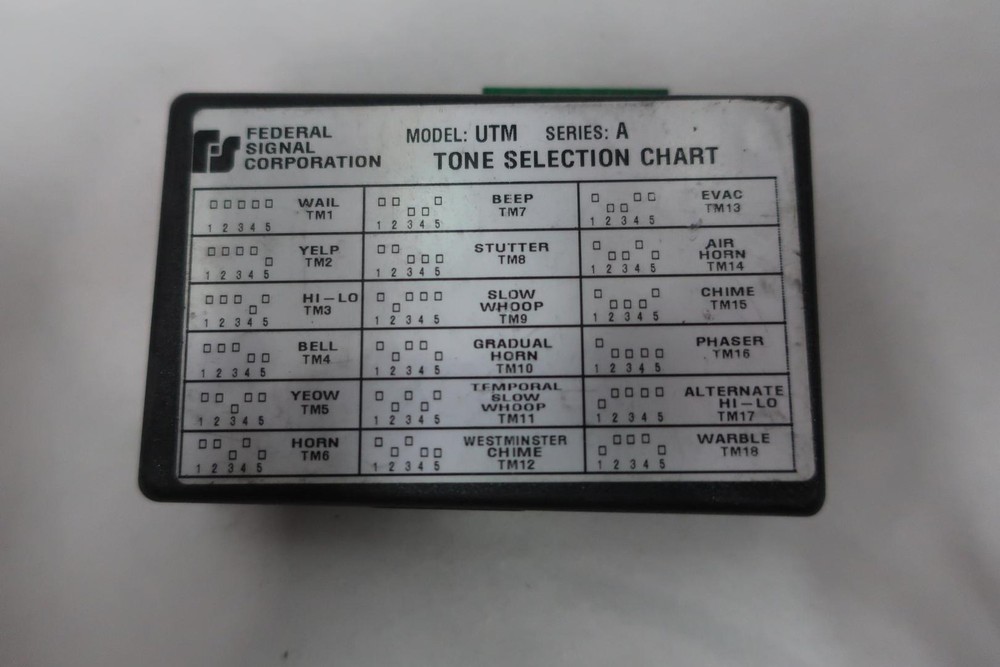 FEDERAL
SIGNAL
CORPORATION
MODEL: UTM SERIES: A
TONE SELECTION CHART
WAIL
TM1
1 2 3 4 5
YELP
TM2
1 2 3 4 5
HI-LO
TM3
1 2 3 4 5
BELL
TM4
1 2 3 4 5
YEOW
TM5
1 2 3 4 5
HORN
TM6
1 2 3 4 5
BEEP
TM7
1 2 3 4 5
STUTTER
TM8
1 2 3 4 5
SLOW
WHOOP
TM9
1 2 3 4 5
GRADUAL
HORN
TM10
1 2 3 4 5
TEMPORAL
SLOW
WHOOP
TM11
1 2 3 4 5
WESTMINSTER
CHIME
TM12
1 2 3 4 5
EVAC
TM13
1 2 3 4 5
AIR
HORN
TM14
1 2 3 4 5
CHIME
TM15
1 2 3 4 5
PHASER
TM16
1 2 3 4 5
ALTERNATE
HI-LO
TM17
1 2 3 4 5
WARBLE
TM18
1 2 3 4 5